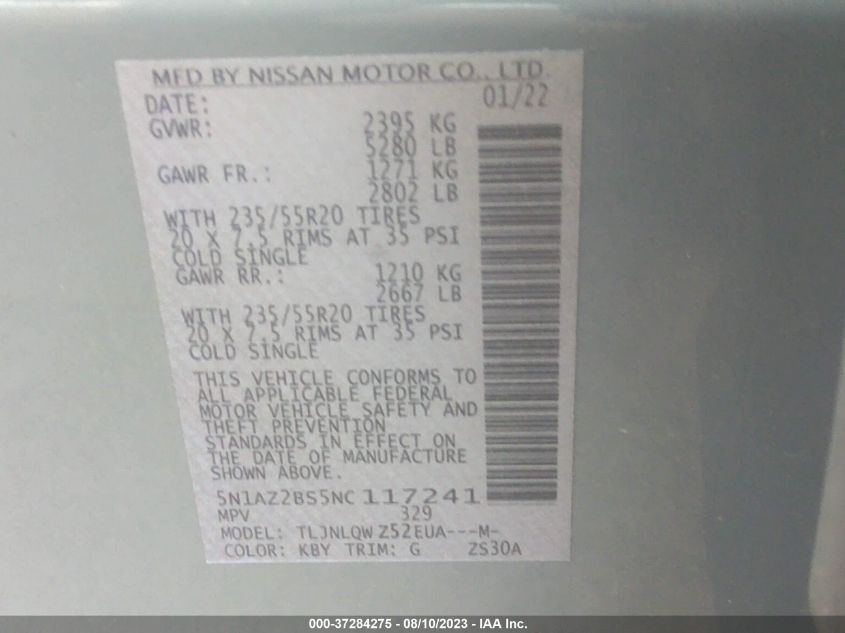 MFD BY NISSAN MOTOR CO., LTD.
DATE: 01/22
GVWR: 2395 KG
5280 LB
GAWR FR.: 1271 KG
2802 LB
WITH 235/55R20 TIRES
20 X 7.5 RIMS AT 35 PSI
COLD SINGLE
GAWR RR.: 1210 KG
2667 LB
WITH 235/55R20 TIRES
20 X 7.5 RIMS AT 35 PSI
COLD SINGLE
THIS VEHICLE CONFORMS TO
ALL APPLICABLE FEDERAL
MOTOR VEHICLE SAFETY AND
THEFT PREVENTION
STANDARDS IN EFFECT ON
THE DATE OF MANUFACTURE
SHOWN ABOVE.
5N1AZ2BS5NC117241
MPV 329
MODEL: TLJNLQW Z52EUA---M-
COLOR: KBY TRIM: G ZS30A
000-37284275 - 08/10/2023 - IAA Inc.